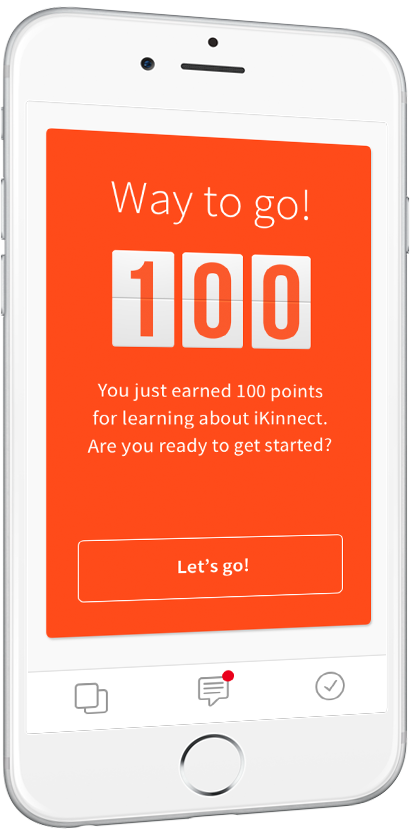 Way to go!
100
You just earned 100 points
for learning about iKinnect.
Are you ready to get started?
Let's go!